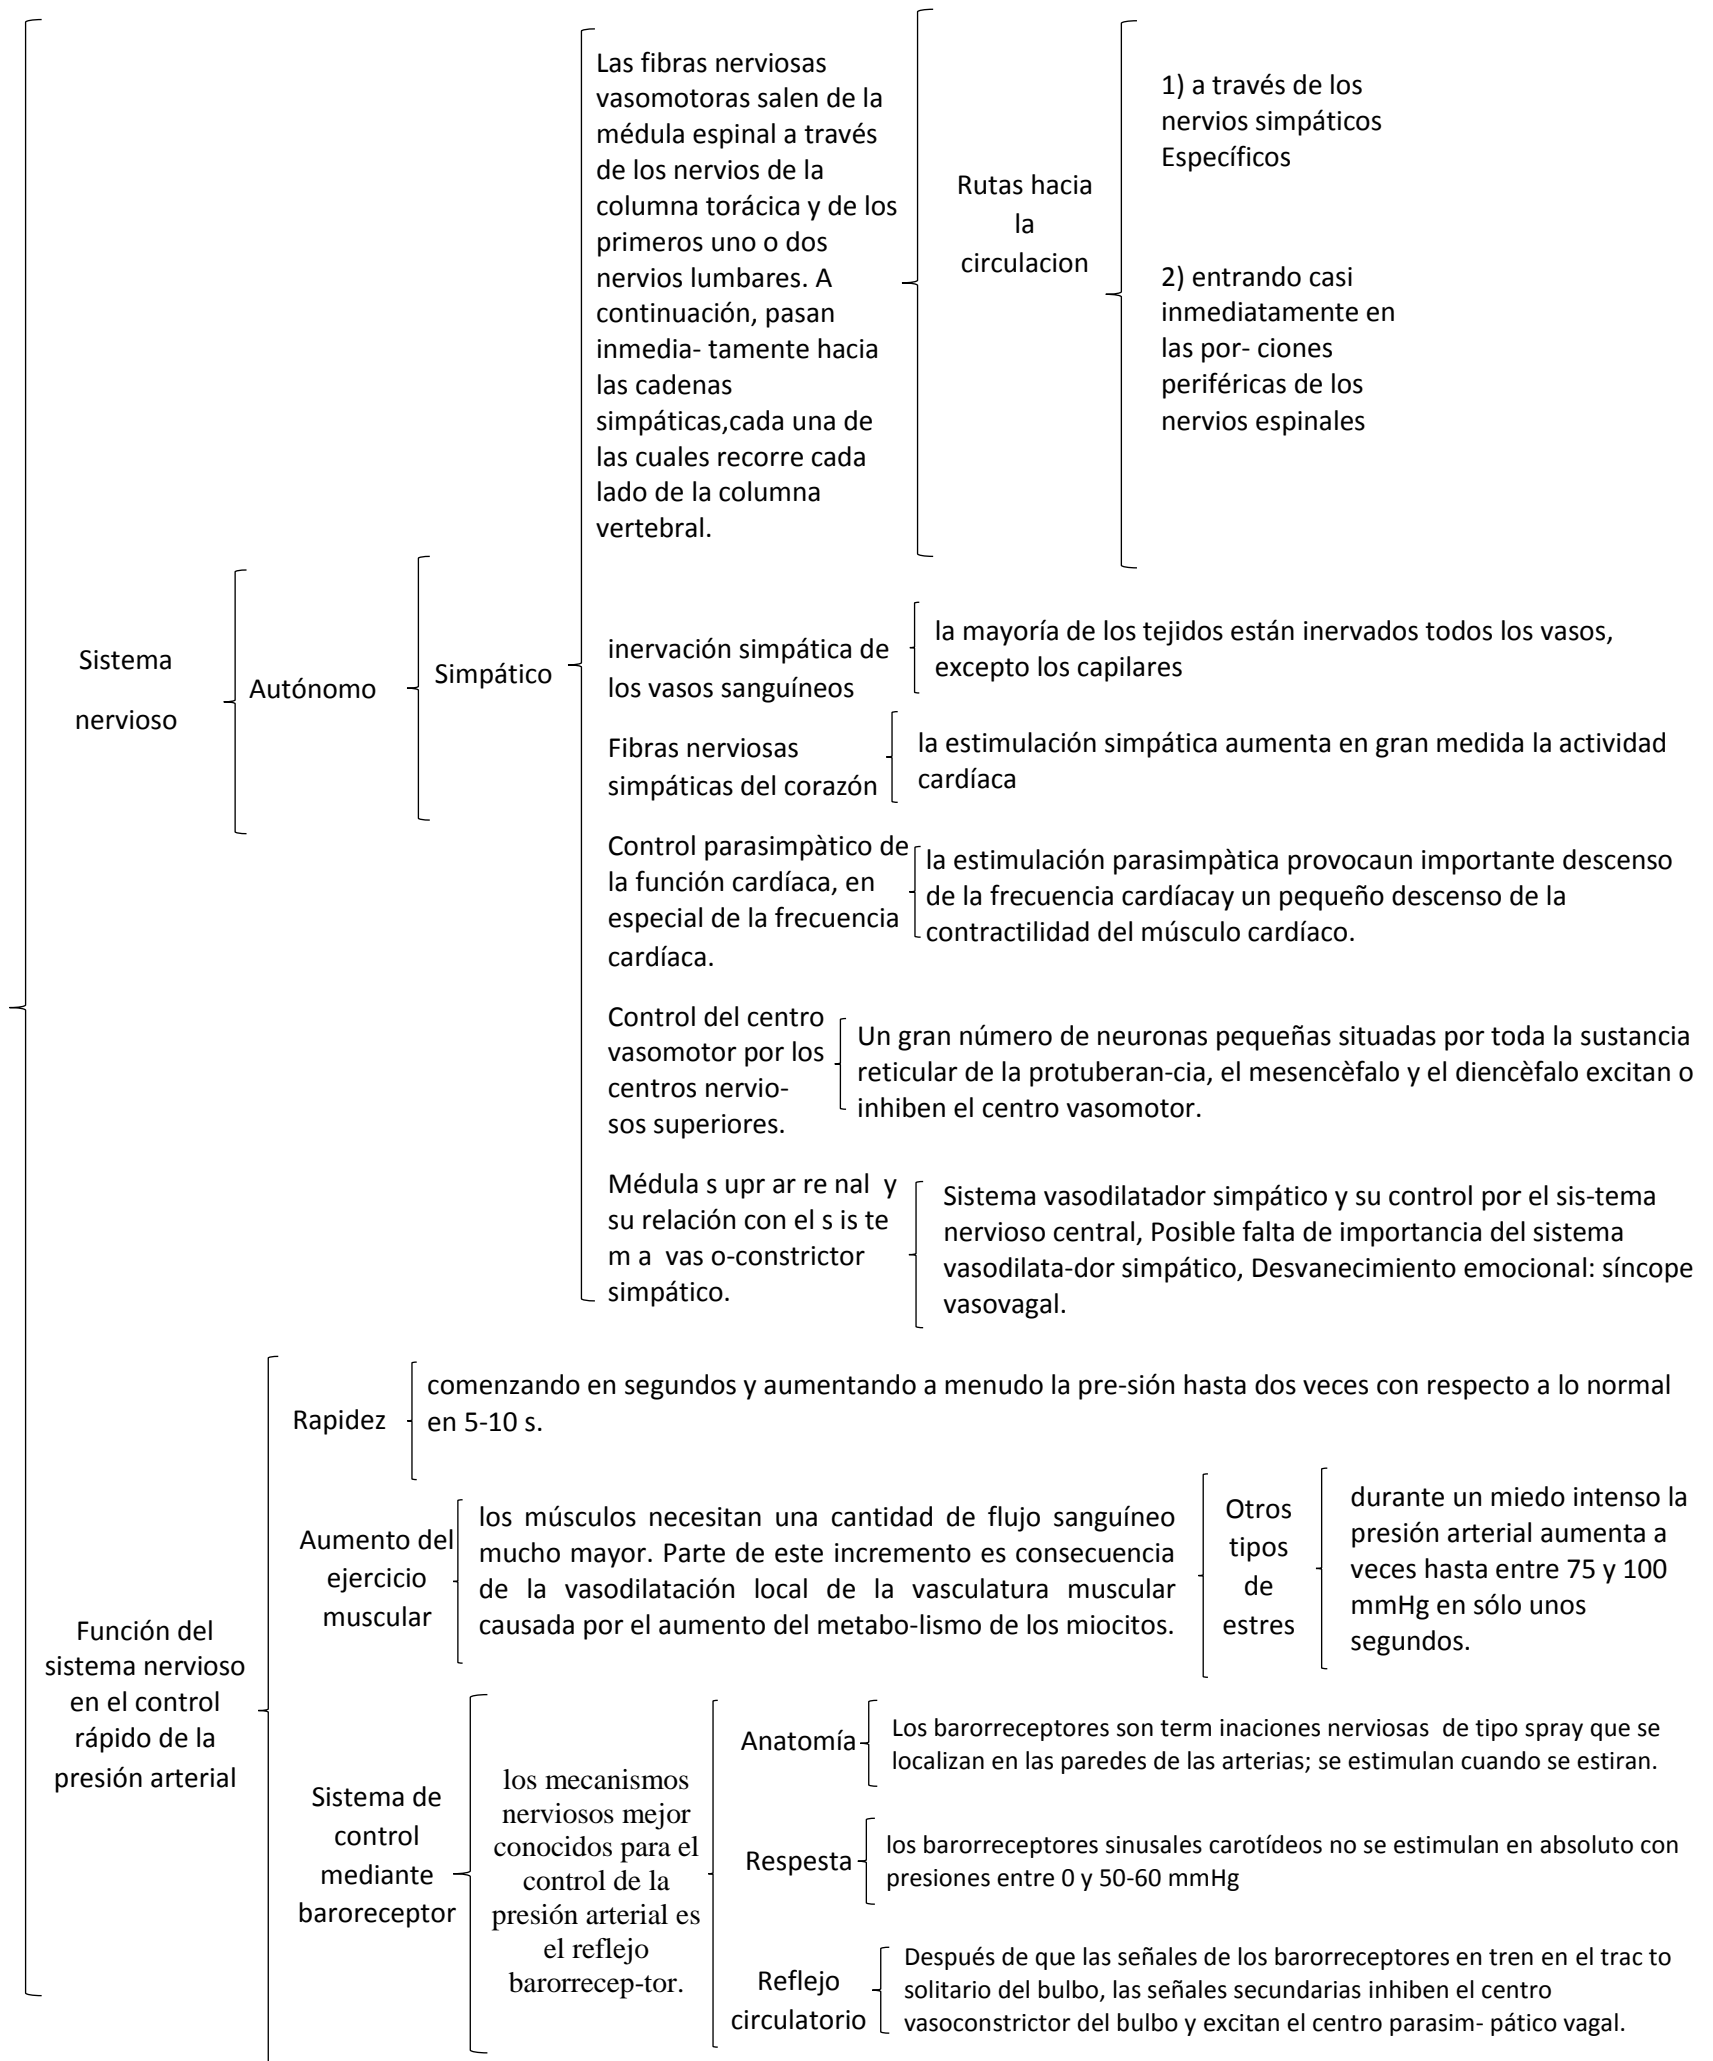 Sistema
nervioso
Autónomo
Simpático
Las fibras nerviosas
vasomotoras salen de la
médula espinal a través
de los nervios de la
columna torácica y de los
primeros uno o dos
nervios lumbares. A
continuación, pasan
inmedia- tamente hacia
las cadenas
simpáticas,cada una de
las cuales recorre cada
lado de la columna
vertebral.
Rutas hacia
la
circulacion
1) a través de los
nervios simpáticos
Específicos
2) entrando casi
inmediatamente en
las por- ciones
periféricas de los
nervios espinales
inervación simpática de
los vasos sanguíneos
la mayoría de los tejidos están inervados todos los vasos,
excepto los capilares
Fibras nerviosas
simpáticas del corazón
la estimulación simpática aumenta en gran medida la actividad
cardíaca
Control parasimpàtico de
la función cardíaca, en
especial de la frecuencia
cardíaca.
la estimulación parasimpàtica provocaun importante descenso
de la frecuencia cardíacay un pequeño descenso de la
contractilidad del músculo cardíaco.
Control del centro
vasomotor por los
centros nervio-
sos superiores.
Un gran número de neuronas pequeñas situadas por toda la sustancia
reticular de la protuberan-cia, el mesencèfalo y el diencèfalo excitan o
inhiben el centro vasomotor.
Médula s upr ar re nal y
su relación con el s is te
m a vas o-constrictor
simpático.
Sistema vasodilatador simpático y su control por el sis-tema
nervioso central, Posible falta de importancia del sistema
vasodilata-dor simpático, Desvanecimiento emocional: síncope
vasovagal.
Función del
sistema nervioso
en el control
rápido de la
presión arterial
Rapidez
comenzando en segundos y aumentando a menudo la pre-sión hasta dos veces con respecto a lo normal
en 5-10 s.
Aumento del
ejercicio
muscular
los músculos necesitan una cantidad de flujo sanguíneo
mucho mayor. Parte de este incremento es consecuencia
de la vasodilatación local de la vasculatura muscular
causada por el aumento del metabo-lismo de los miocitos.
Otros
tipos
de
estres
durante un miedo intenso la
presión arterial aumenta a
veces hasta entre 75 y 100
mmHg en sólo unos
segundos.
Sistema de
control
mediante
baroreceptor
los mecanismos
nerviosos mejor
conocidos para el
control de la
presión arterial es
el reflejo
barorrecep-tor.
Anatomía
Los barorreceptores son term inaciones nerviosas de tipo spray que se
localizan en las paredes de las arterias; se estimulan cuando se estiran.
Respesta
los barorreceptores sinusales carotídeos no se estimulan en absoluto con
presiones entre 0 y 50-60 mmHg
Reflejo
circulatorio
Después de que las señales de los barorreceptores en tren en el trac to
solitario del bulbo, las señales secundarias inhiben el centro
vasoconstrictor del bulbo y excitan el centro parasim- pático vagal.